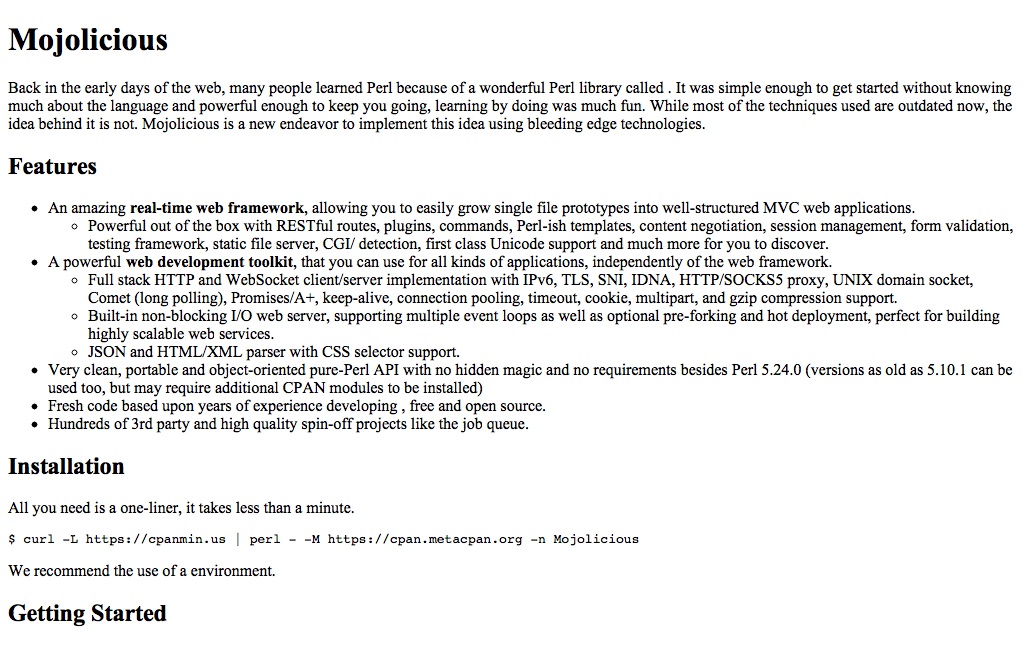 Mojolicious
Back in the early days of the web, many people learned Perl because of a wonderful Perl library called . It was simple enough to get started without knowing
much about the language and powerful enough to keep you going, learning by doing was much fun. While most of the techniques used are outdated now, the
idea behind it is not. Mojolicious is a new endeavor to implement this idea using bleeding edge technologies.
Features
• An amazing real-time web framework, allowing you to easily grow single file prototypes into well-structured MVC web applications.
◦ Powerful out of the box with RESTful routes, plugins, commands, Perl-ish templates, content negotiation, session management, form validation,
testing framework, static file server, CGI/ detection, first class Unicode support and much more for you to discover.
• A powerful web development toolkit, that you can use for all kinds of applications, independently of the web framework.
◦ Full stack HTTP and WebSocket client/server implementation with IPv6, TLS, SNI, IDNA, HTTP/SOCKS5 proxy, UNIX domain socket,
Comet (long polling), Promises/A+, keep-alive, connection pooling, timeout, cookie, multipart, and gzip compression support.
◦ Built-in non-blocking I/O web server, supporting multiple event loops as well as optional pre-forking and hot deployment, perfect for building
highly scalable web services.
◦ JSON and HTML/XML parser with CSS selector support.
• Very clean, portable and object-oriented pure-Perl API with no hidden magic and no requirements besides Perl 5.24.0 (versions as old as 5.10.1 can be
used too, but may require additional CPAN modules to be installed)
• Fresh code based upon years of experience developing , free and open source.
• Hundreds of 3rd party and high quality spin-off projects like the job queue.
Installation
All you need is a one-liner, it takes less than a minute.
$ curl -L https://cpanmin.us | perl - -M https://cpan.metacpan.org -n Mojolicious
We recommend the use of a environment.
Getting Started